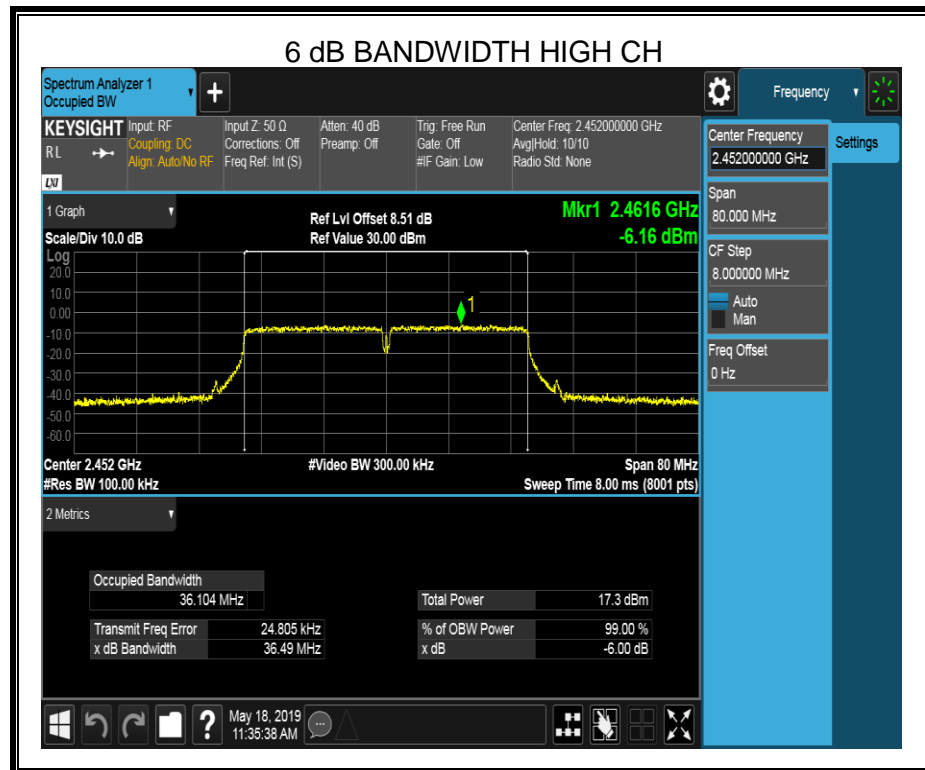 6 dB BANDWIDTH HIGH CH
Spectrum Analyzer 1
Occupied BW
+
Frequency
KEYSIGHT
RL
LXI
Input: RF
Coupling: DC
Align: Auto/No RF
Input Z: 50 Ω
Corrections: Off
Freq Ref: Int (S)
Atten: 40 dB
Preamp: Off
Trig: Free Run
Gate: Off
#IF Gain: Low
Center Freq: 2.452000000 GHz
Avg|Hold: 10/10
Radio Std: None
Center Frequency
2.452000000 GHz
Settings
Span
80.000 MHz
CF Step
8.000000 MHz
Auto
Man
Freq Offset
0 Hz
1 Graph
Scale/Div 10.0 dB
Ref Lvl Offset 8.51 dB
Ref Value 30.00 dBm
Mkr1 2.4616 GHz
-6.16 dBm
Log
20.0
10.0
0.00
-10.0
-20.0
-30.0
-40.0
-50.0
-60.0
1
Center 2.452 GHz
#Video BW 300.00 kHz
Span 80 MHz
#Res BW 100.00 kHz
Sweep Time 8.00 ms (8001 pts)
2 Metrics
Occupied Bandwidth
36.104 MHz
Total Power 17.3 dBm
Transmit Freq Error 24.805 kHz
% of OBW Power 99.00 %
x dB Bandwidth 36.49 MHz
x dB -6.00 dB
?
May 18, 2019
11:35:38 AM